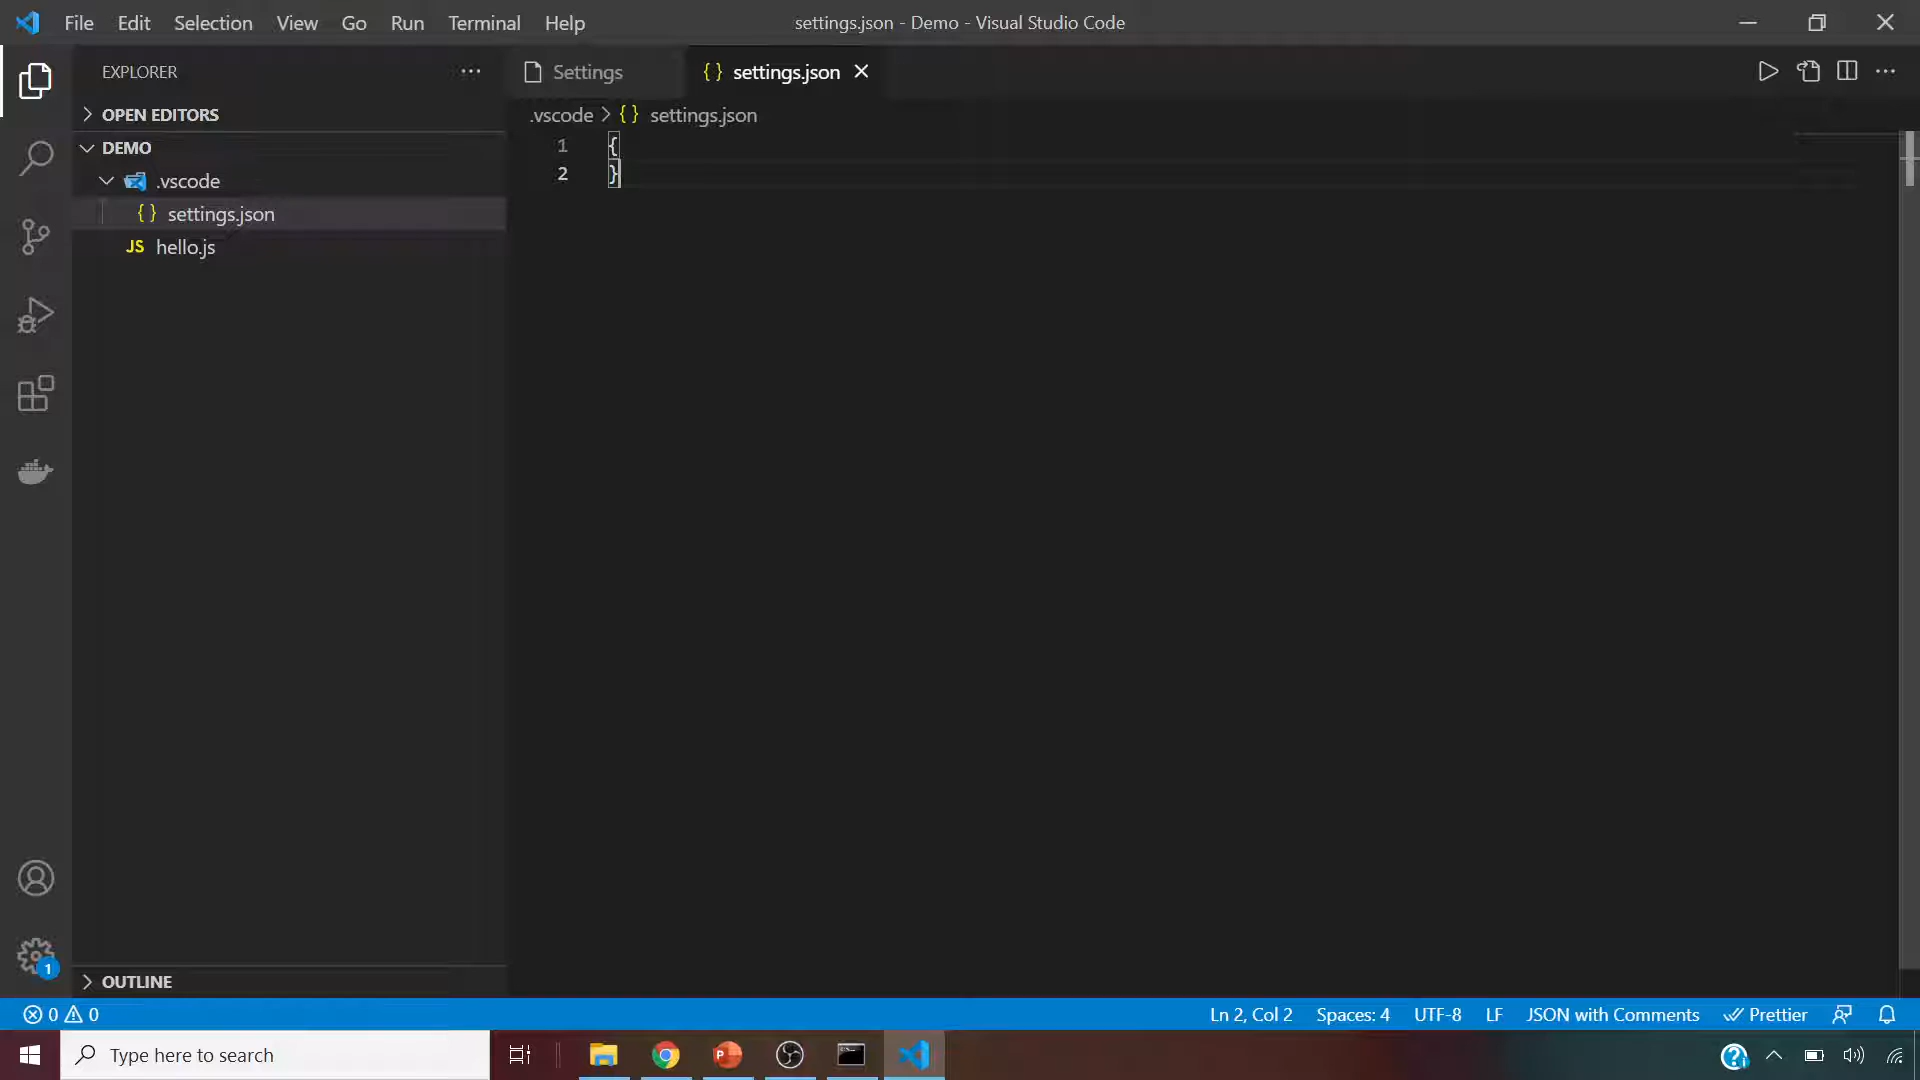 File Edit Selection View Go Run Terminal Help
settings.json - Demo - Visual Studio Code
EXPLORER
OPEN EDITORS
DEMO
.vscode
{ } settings.json
JS hello.js
OUTLINE
Settings
{ } settings.json
.vscode > { } settings.json
1 {
2 }
1
0 0
Ln 2, Col 2 Spaces: 4 UTF-8 LF JSON with Comments Prettier
Type here to search
P